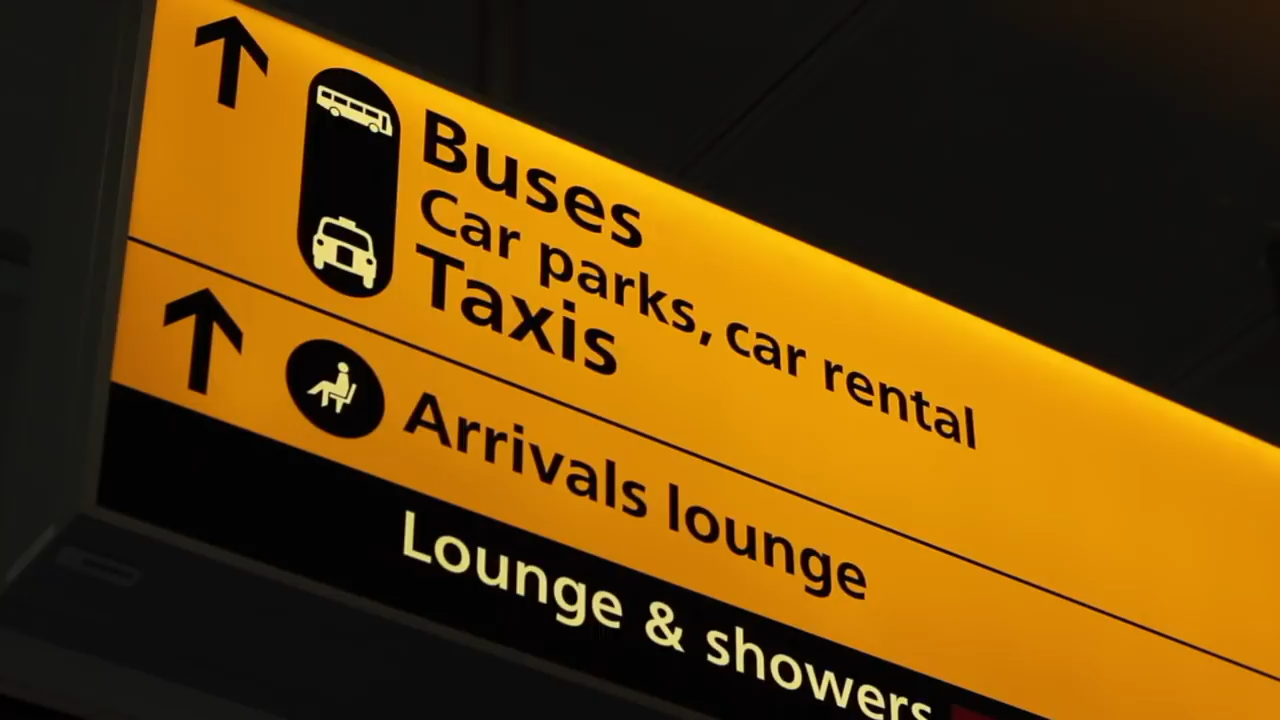 Buses
Car parks, car rental
Taxis
Arrivals lounge
Lounge & showers